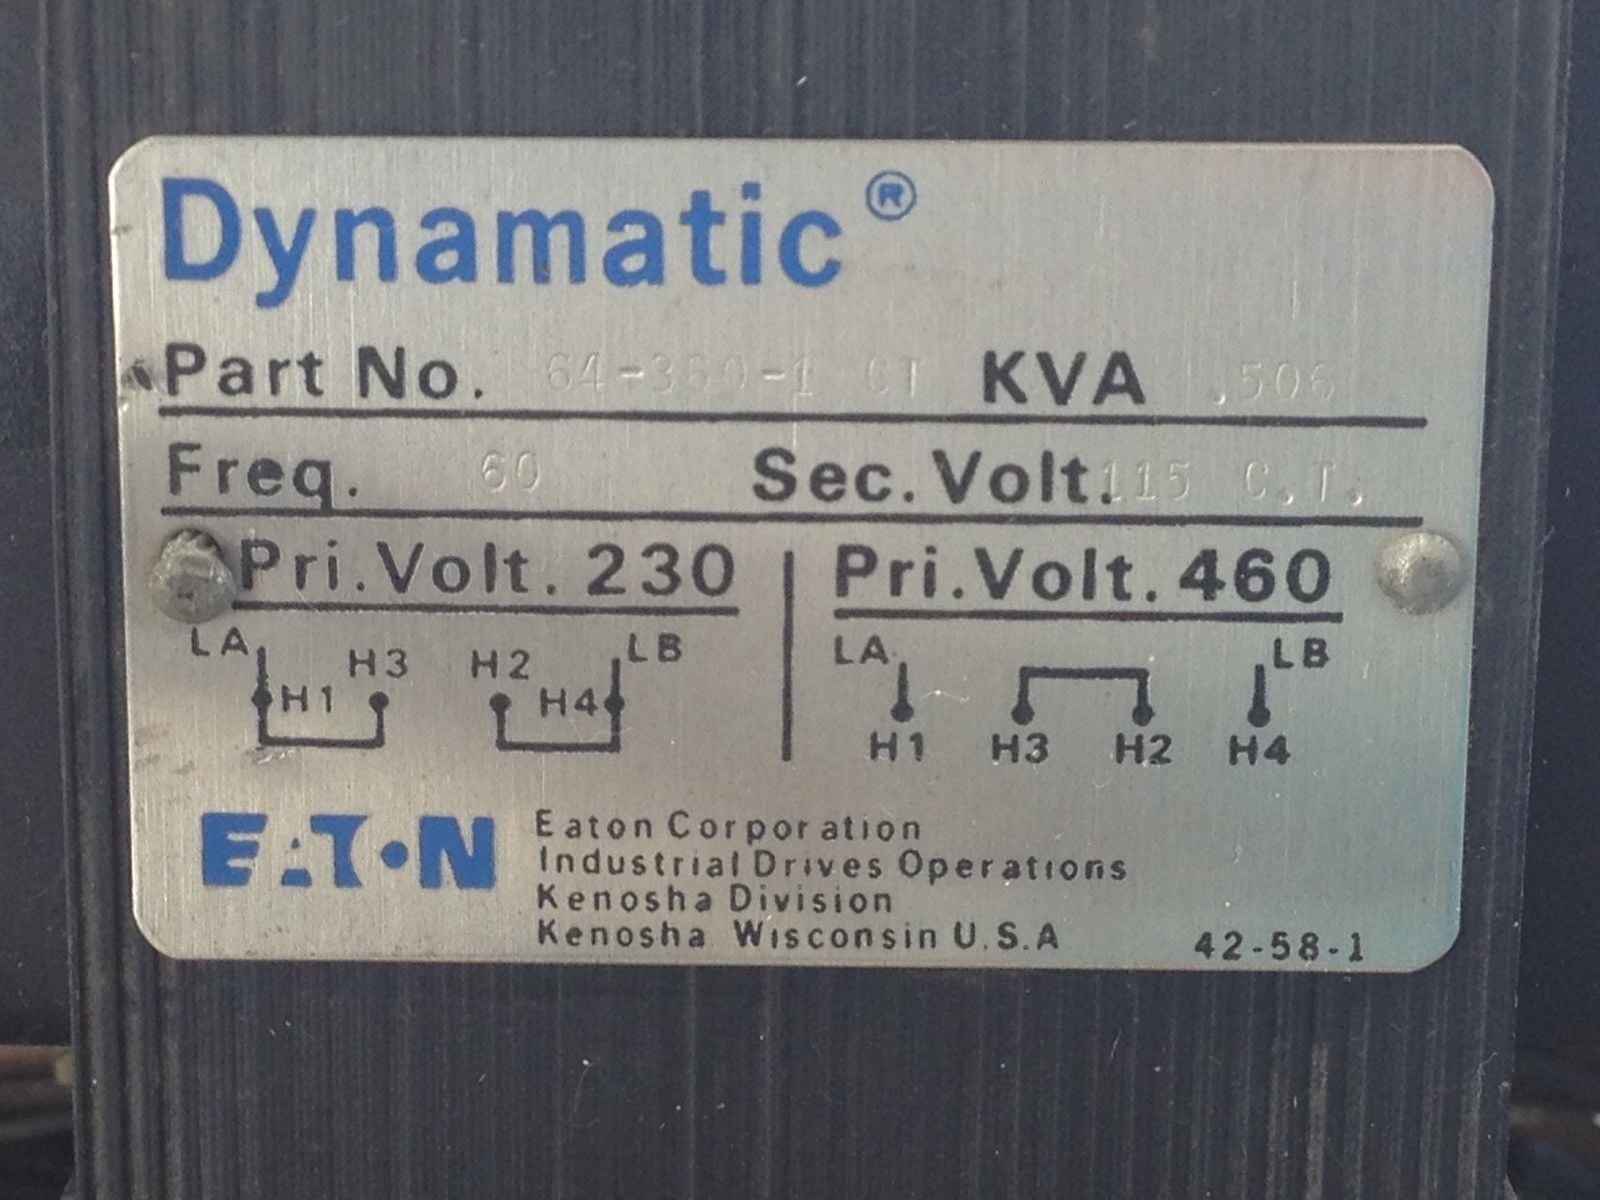 Dynamatic®
Part No. 64-360-1 CT KVA .506
Freq. 60 Sec. Volt. 115 C.T.
Pri. Volt. 230
LA H1 H3 H2 H4 LB
Pri. Volt. 460
LA LB
H1 H3 H2 H4
EATON
Eaton Corporation
Industrial Drives Operations
Kenosha Division
Kenosha Wisconsin U.S.A
42-58-1